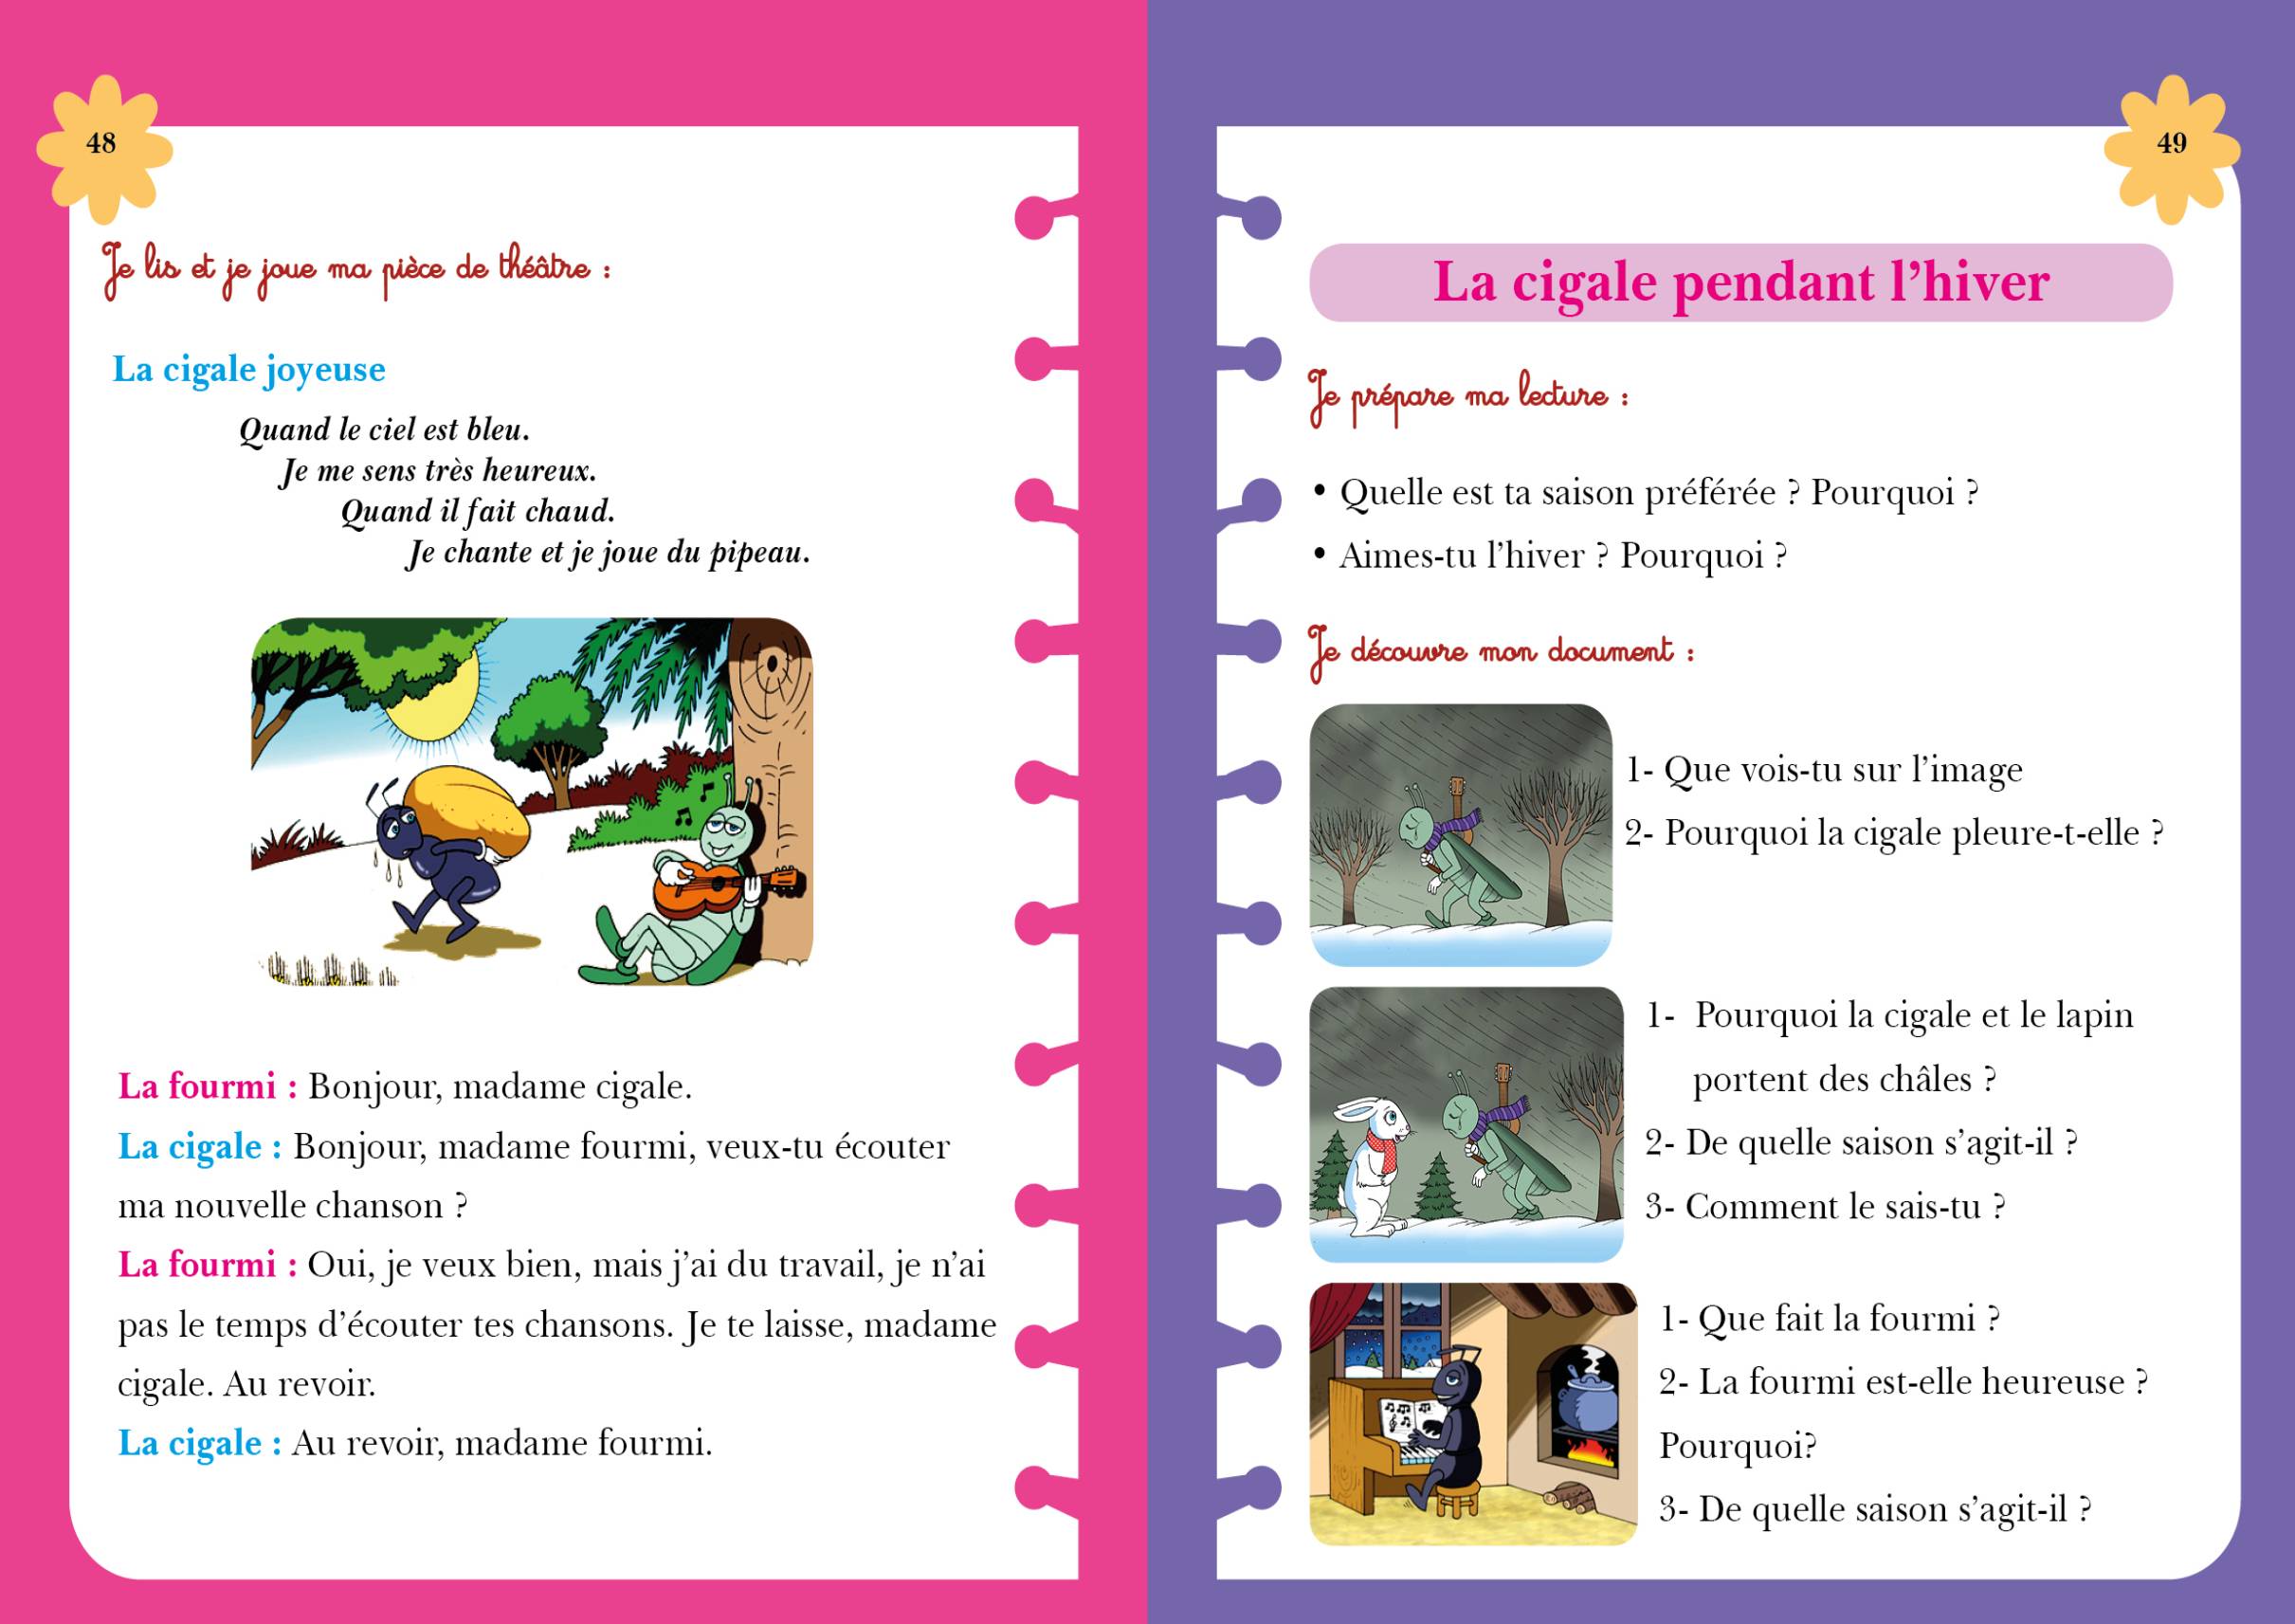 48
Je lis et je joue ma pièce de théâtre :
La cigale joyeuse
Quand le ciel est bleu.
Je me sens très heureux.
Quand il fait chaud.
Je chante et je joue du pipeau.
La fourmi : Bonjour, madame cigale.
La cigale : Bonjour, madame fourmi, veux-tu écouter
ma nouvelle chanson ?
La fourmi : Oui, je veux bien, mais j’ai du travail, je n’ai
pas le temps d’écouter tes chansons. Je te laisse, madame
cigale. Au revoir.
La cigale : Au revoir, madame fourmi.
49
La cigale pendant l’hiver
Je prépare ma lecture :
• Quelle est ta saison préférée ? Pourquoi ?
• Aimes-tu l’hiver ? Pourquoi ?
Je découvre mon document :
1- Que vois-tu sur l’image
2- Pourquoi la cigale pleure-t-elle ?
1- Pourquoi la cigale et le lapin
portent des châles ?
2- De quelle saison s’agit-il ?
3- Comment le sais-tu ?
1- Que fait la fourmi ?
2- La fourmi est-elle heureuse ?
Pourquoi?
3- De quelle saison s’agit-il ?